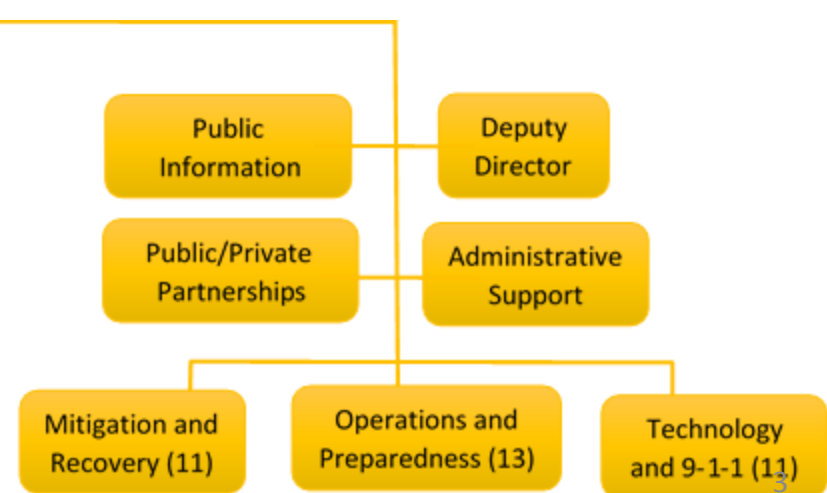 Public
Information
Deputy
Director
Public/Private
Partnerships
Administrative
Support
Mitigation and
Recovery (11)
Operations and
Preparedness (13)
Technology
and 9-1-1 (11)
3